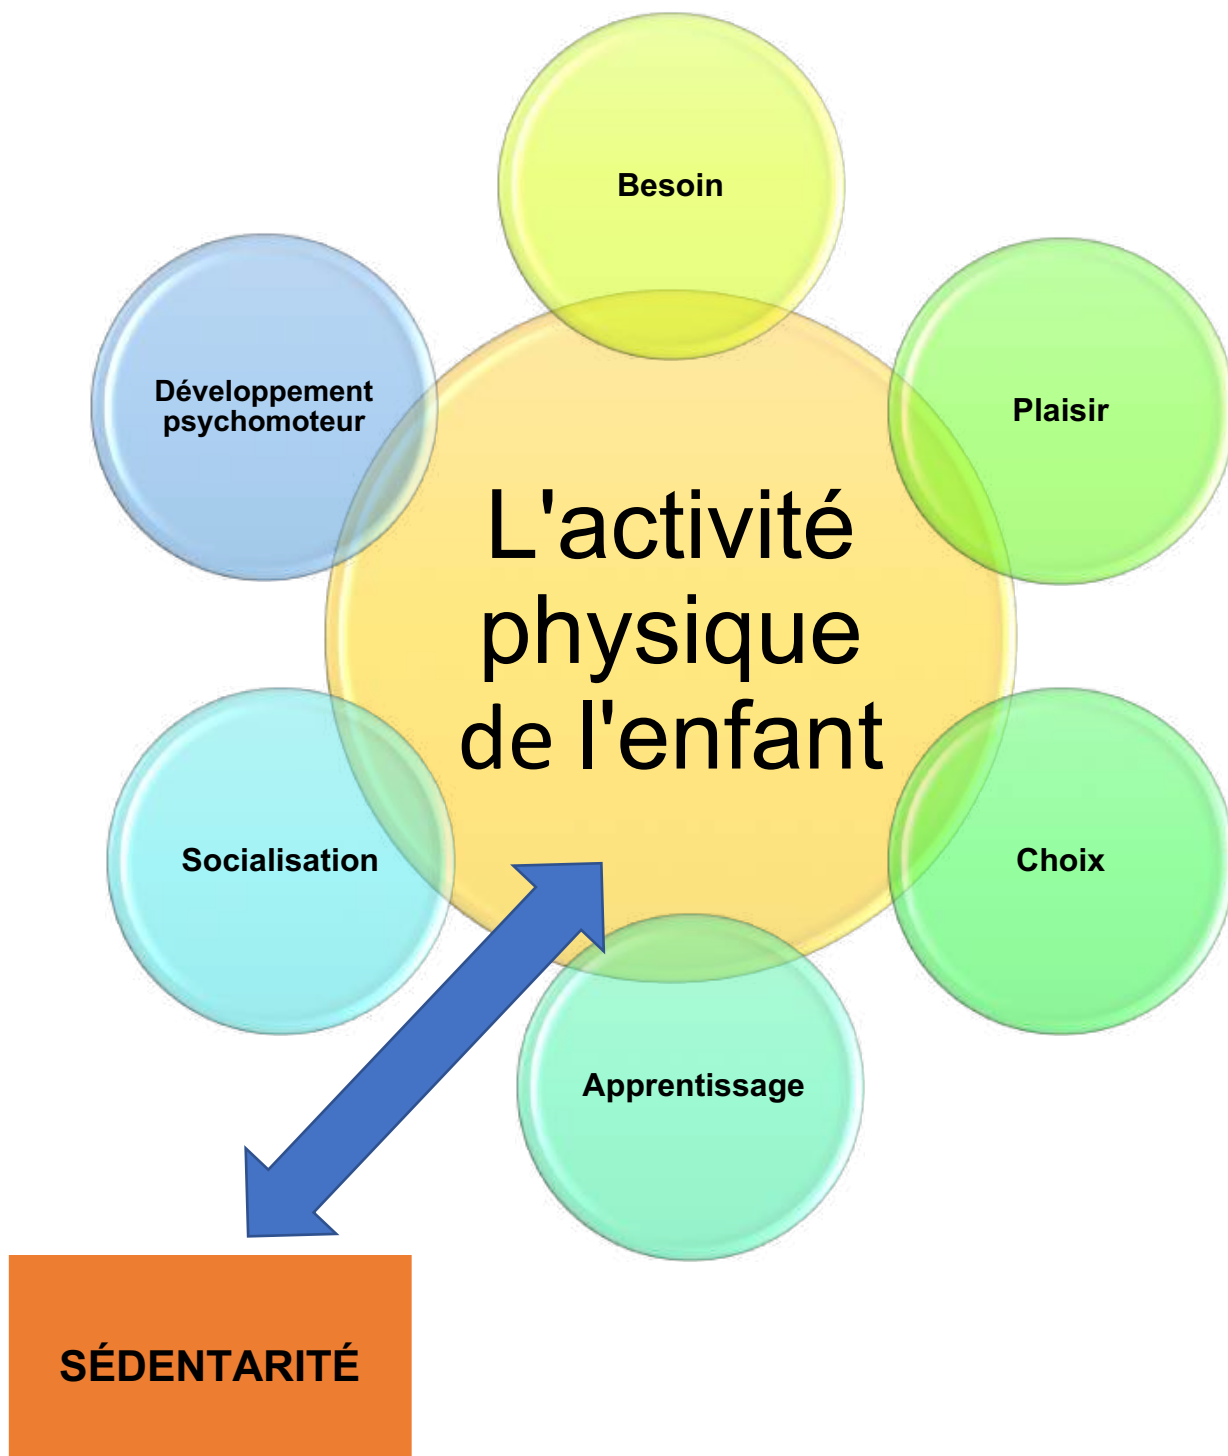 Besoin
Développement
psychomoteur
Plaisir
L'activité
physique
de l'enfant
Socialisation
Choix
Apprentissage
SÉDENTARITÉ